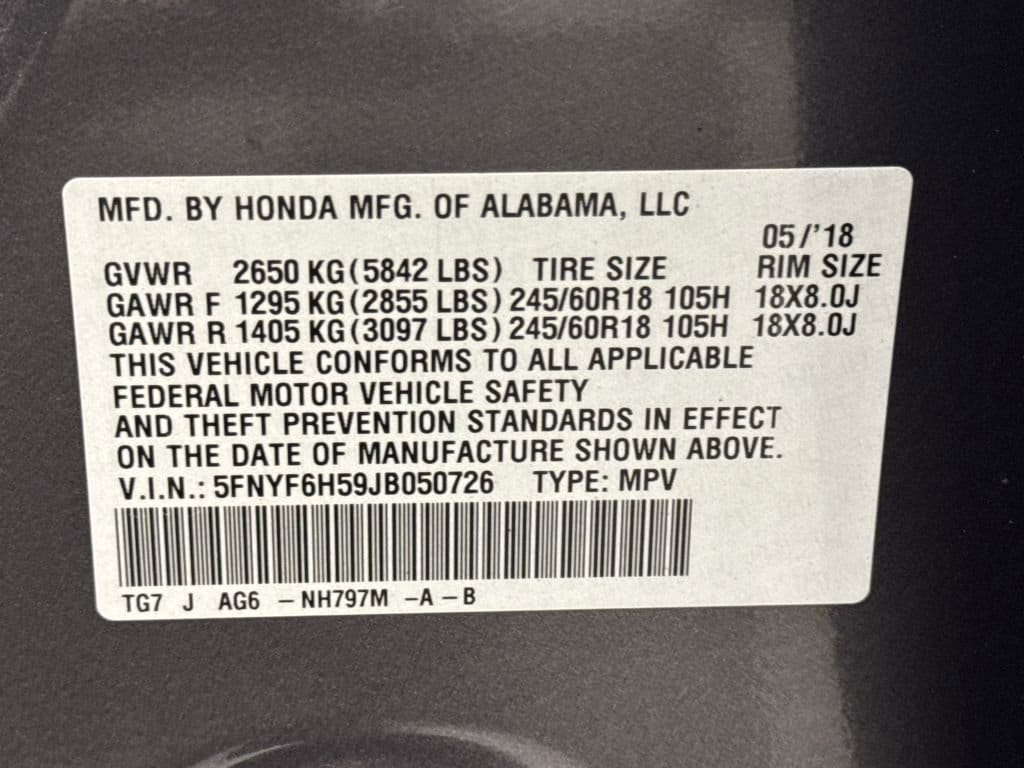 MFD. BY HONDA MFG. OF ALABAMA, LLC
05/'18
GVWR 2650 KG (5842 LBS) TIRE SIZE RIM SIZE
GAWR F 1295 KG (2855 LBS) 245/60R18 105H 18X8.0J
GAWR R 1405 KG (3097 LBS) 245/60R18 105H 18X8.0J
THIS VEHICLE CONFORMS TO ALL APPLICABLE
FEDERAL MOTOR VEHICLE SAFETY
AND THEFT PREVENTION STANDARDS IN EFFECT
ON THE DATE OF MANUFACTURE SHOWN ABOVE.
V.I.N.: 5FNYF6H59JB050726 TYPE: MPV
TG7 J AG6 -NH797M -A -B